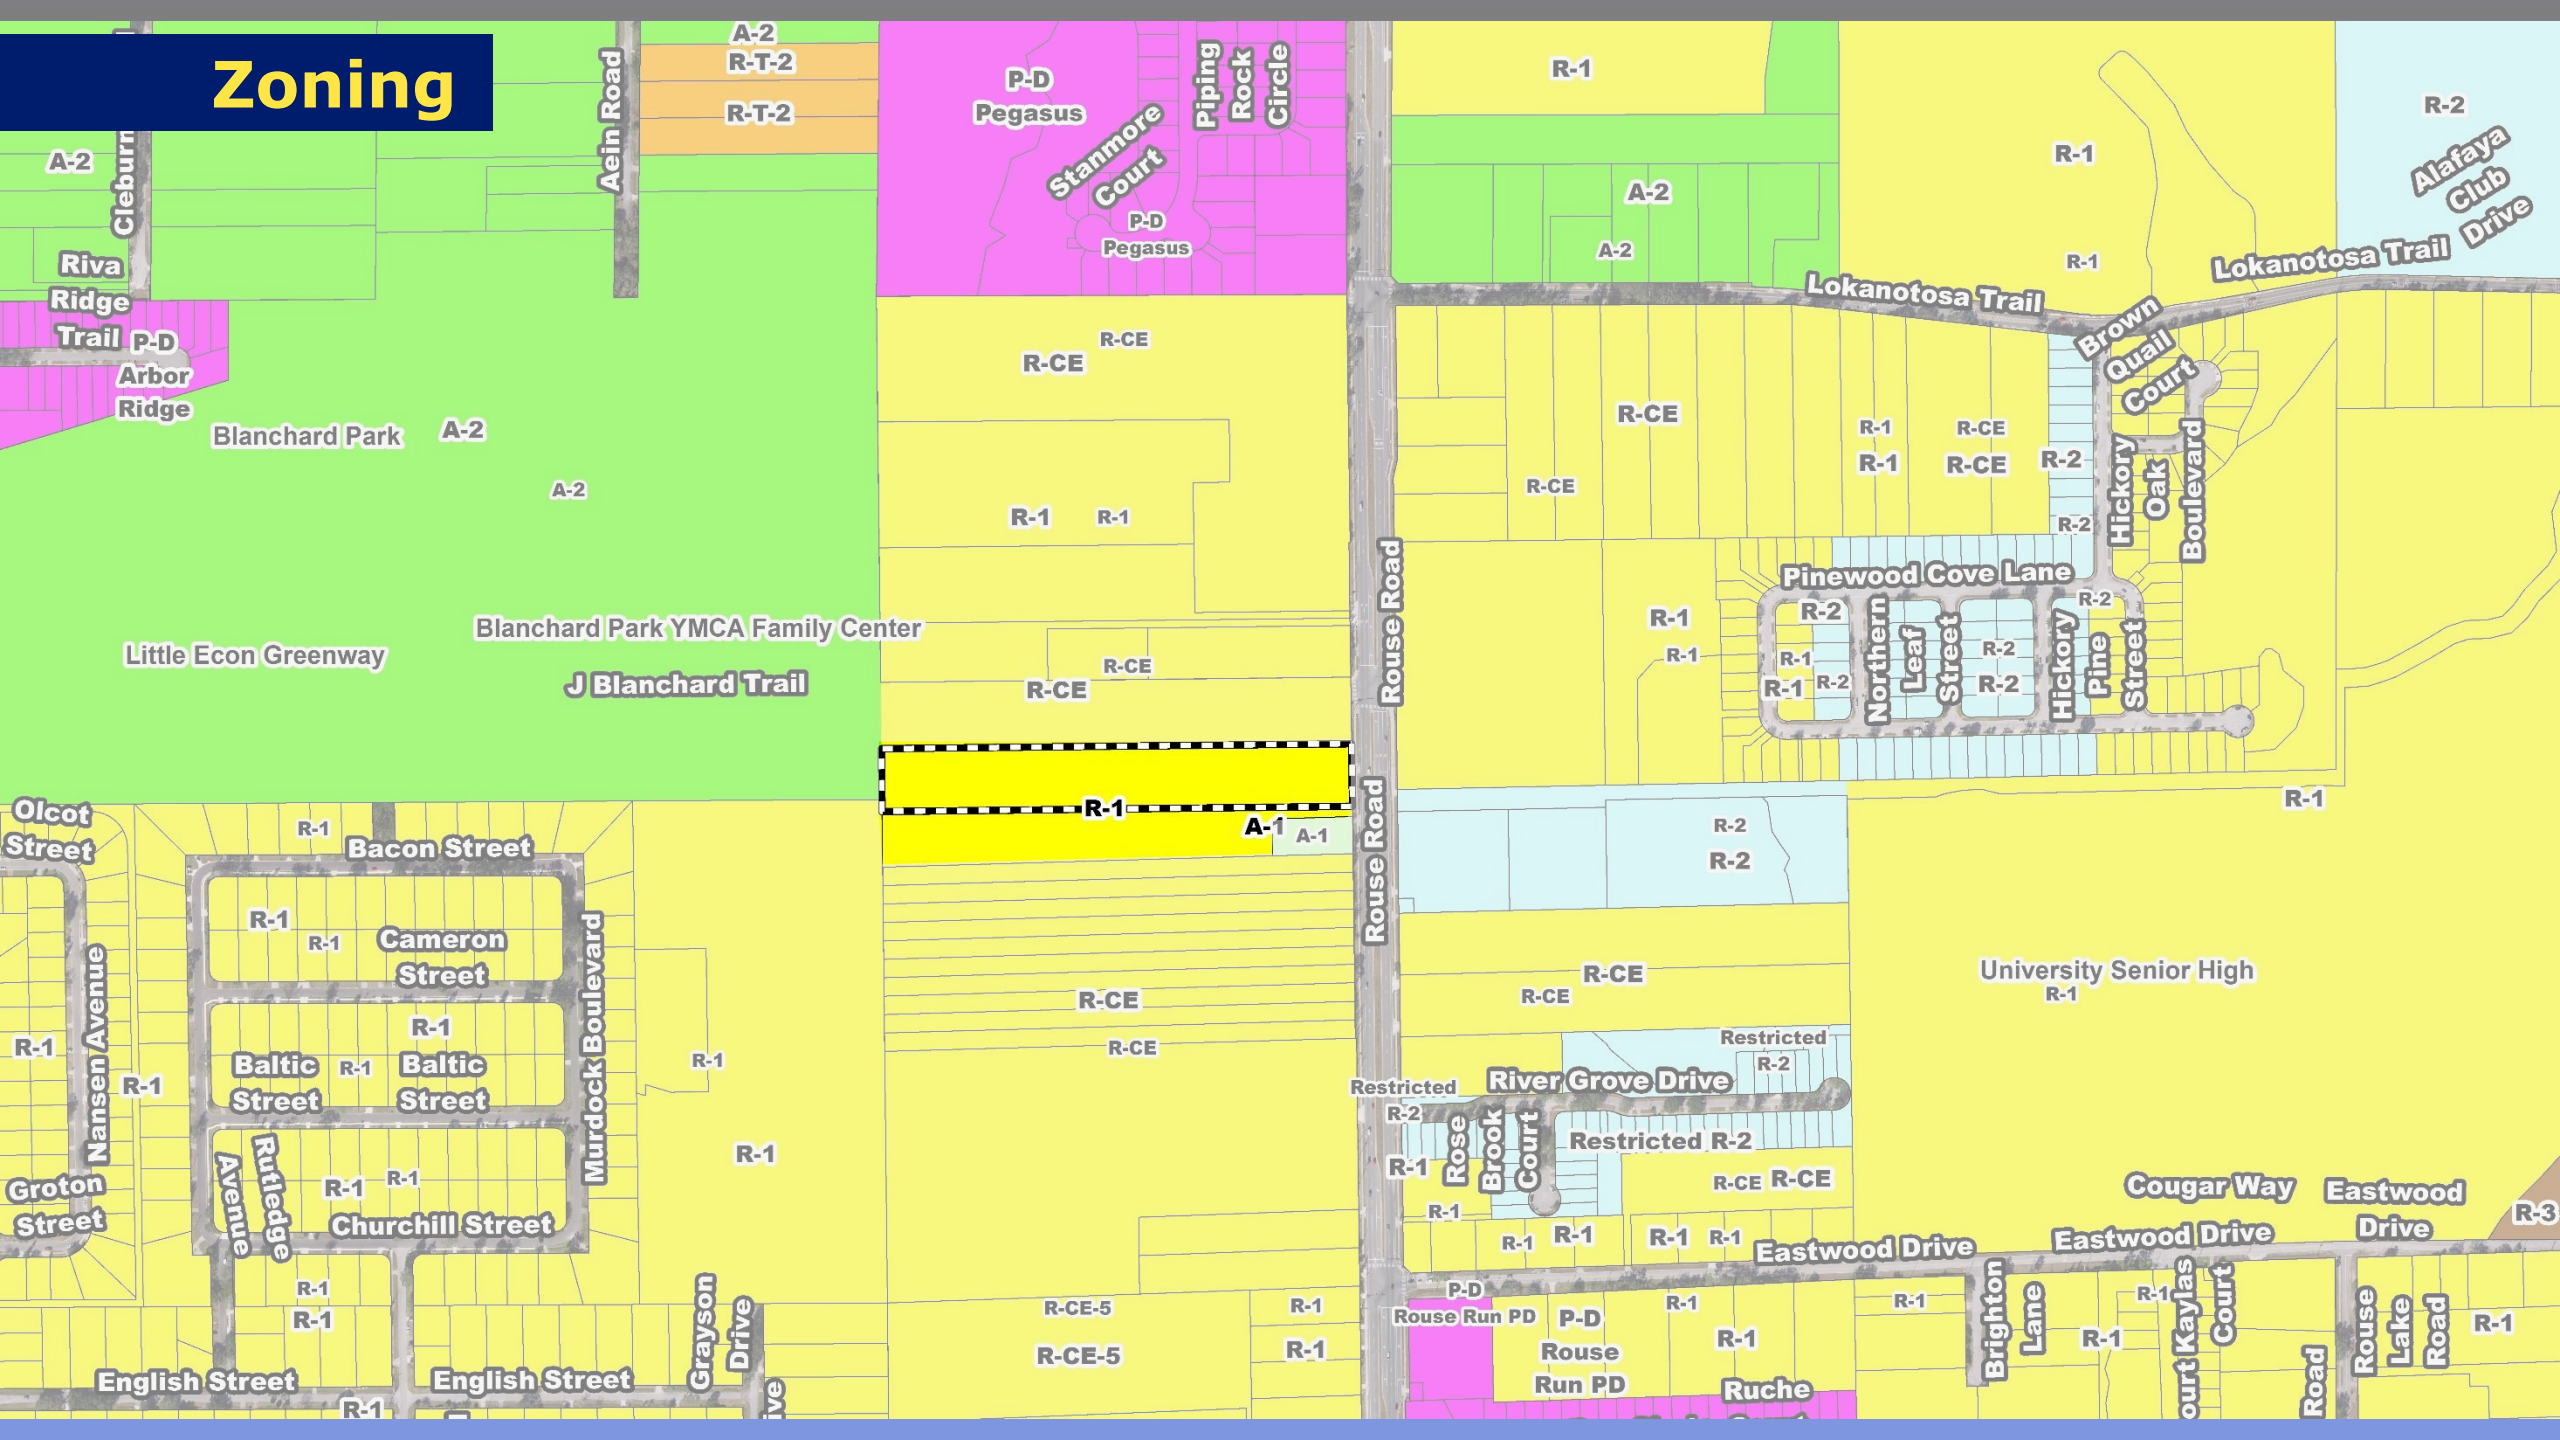 Zoning
A-2
R-T-2
R-T-2
A-2
Aein Road
P-D
Pegasus
Stanmore
Court
Piping
Rock
Circle
P-D
Pegasus
R-1
A-2
A-2
R-1
R-1
R-2
Alafaya
Club
Drive
Lokanotosa Trail
Lokanotosa Trail
Riva
Ridge
Trail
P-D
Arbor
Ridge
Blanchard Park
A-2
A-2
R-CE
R-CE
R-1
R-1
R-CE
R-CE
R-1
R-1
R-CE
R-CE
R-2
R-2
Brown
Quail
Court
Hickory
Oak
Boulevard
Blanchard Park YMCA Family Center
Little Econ Greenway
J Blanchard Trail
R-CE
R-CE
Rouse Road
R-1
R-1
Pinewood Cove Lane
R-2
R-1
R-1
R-2
Northern
Leaf
Street
R-2
R-2
Hickory
Pine
Street
R-2
R-1
A-1
A-1
Rouse Road
R-2
R-2
R-1
Olcot
Street
R-1
Bacon Street
R-1
R-1
Cameron
Street
Nansen Avenue
R-1
R-1
R-1
Baltic
Street
R-1
Baltic
Street
Murdock Boulevard
R-1
R-1
R-CE
R-CE
R-CE
R-CE
University Senior High
R-1
Restricted
R-2
Restricted
R-2
River Grove Drive
Rose
Brook
Court
Restricted R-2
R-1
R-1
R-CE
R-CE
R-1
R-1
R-1
R-1
Groton
Street
Rutledge
Avenue
R-1
R-1
Churchill Street
R-1
R-1
English Street
English Street
R-1
Grayson
Drive
R-CE-5
R-CE-5
R-1
R-1
Eastwood Drive
Eastwood Drive
Cougar Way
Eastwood
Drive
R-3
P-D
Rouse Run PD
P-D
Rouse
Run PD
R-1
R-1
Ruche
R-1
Brighton
Lane
R-1
R-1
Court
Road
Rouse
Lake
Road
R-1